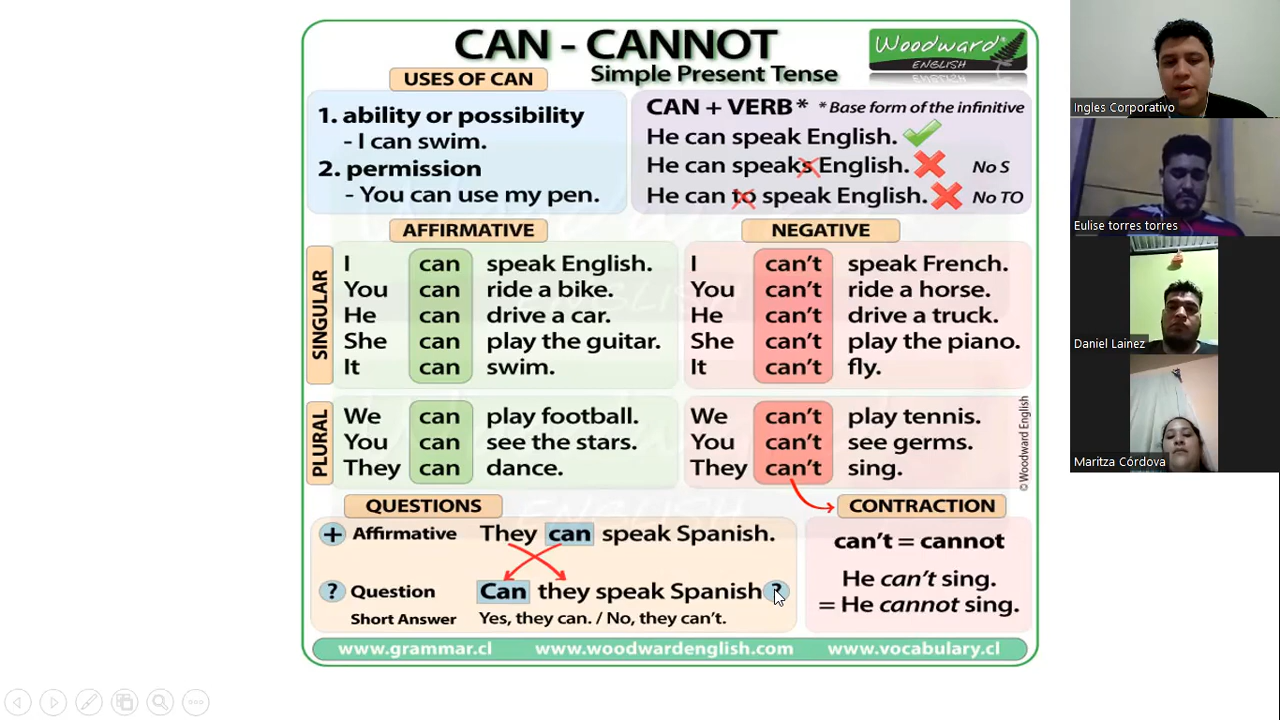 CAN - CANNOT
Simple Present Tense
Woodward®
ENGLISH
USES OF CAN
1. ability or possibility
- I can swim.
2. permission
- You can use my pen.
CAN + VERB* *Base form of the infinitive
He can speak English.
He can speaks English. No S
He can to speak English. No TO
AFFIRMATIVE
SINGULAR
I can speak English.
You can ride a bike.
He can drive a car.
She can play the guitar.
It can swim.
PLURAL
We can play football.
You can see the stars.
They can dance.
NEGATIVE
I can't speak French.
You can't ride a horse.
He can't drive a truck.
She can't play the piano.
It can't fly.
We can't play tennis.
You can't see germs.
They can't sing.
© Woodward English
QUESTIONS
+ Affirmative They can speak Spanish.
? Question Can they speak Spanish?
Short Answer Yes, they can. / No, they can't.
CONTRACTION
can't = cannot
He can't sing.
= He cannot sing.
www.grammar.cl www.woodwardenglish.com www.vocabulary.cl
Ingles Corporativo
Eulise torres torres
Daniel Lainez
Maritza Córdova